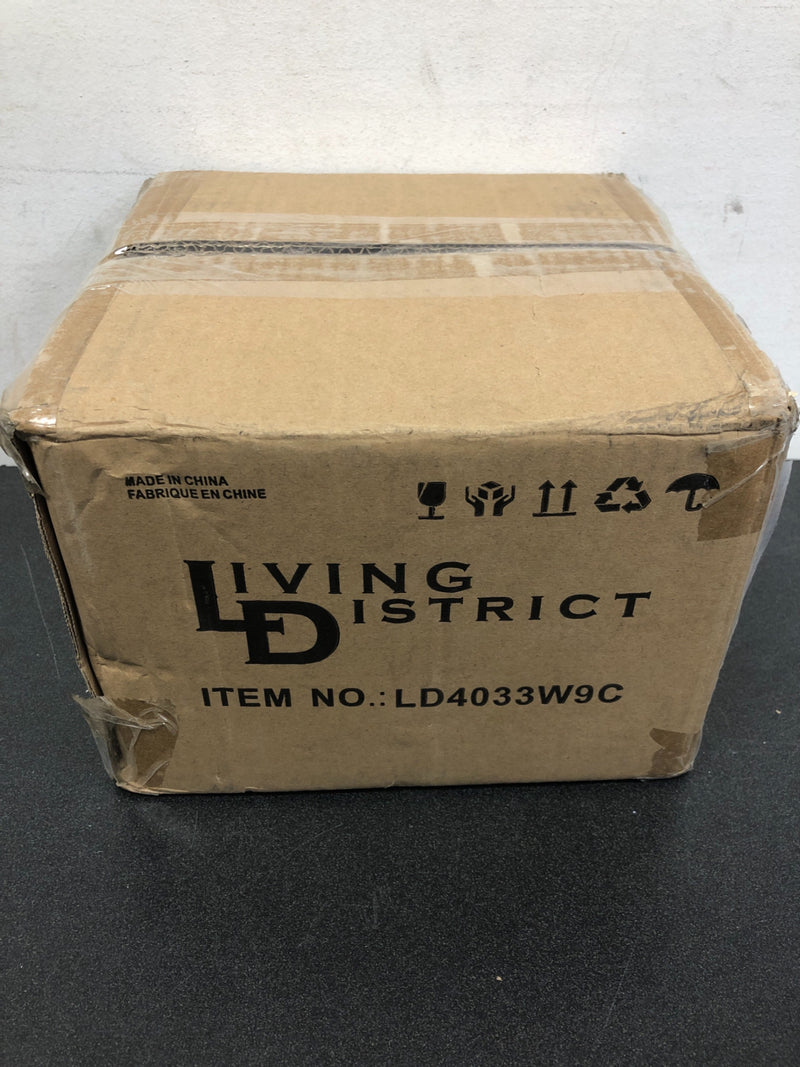 MADE IN CHINA
FABRIQUE EN CHINE
LIVING
DISTRICT
ITEM NO.: LD4033W9C